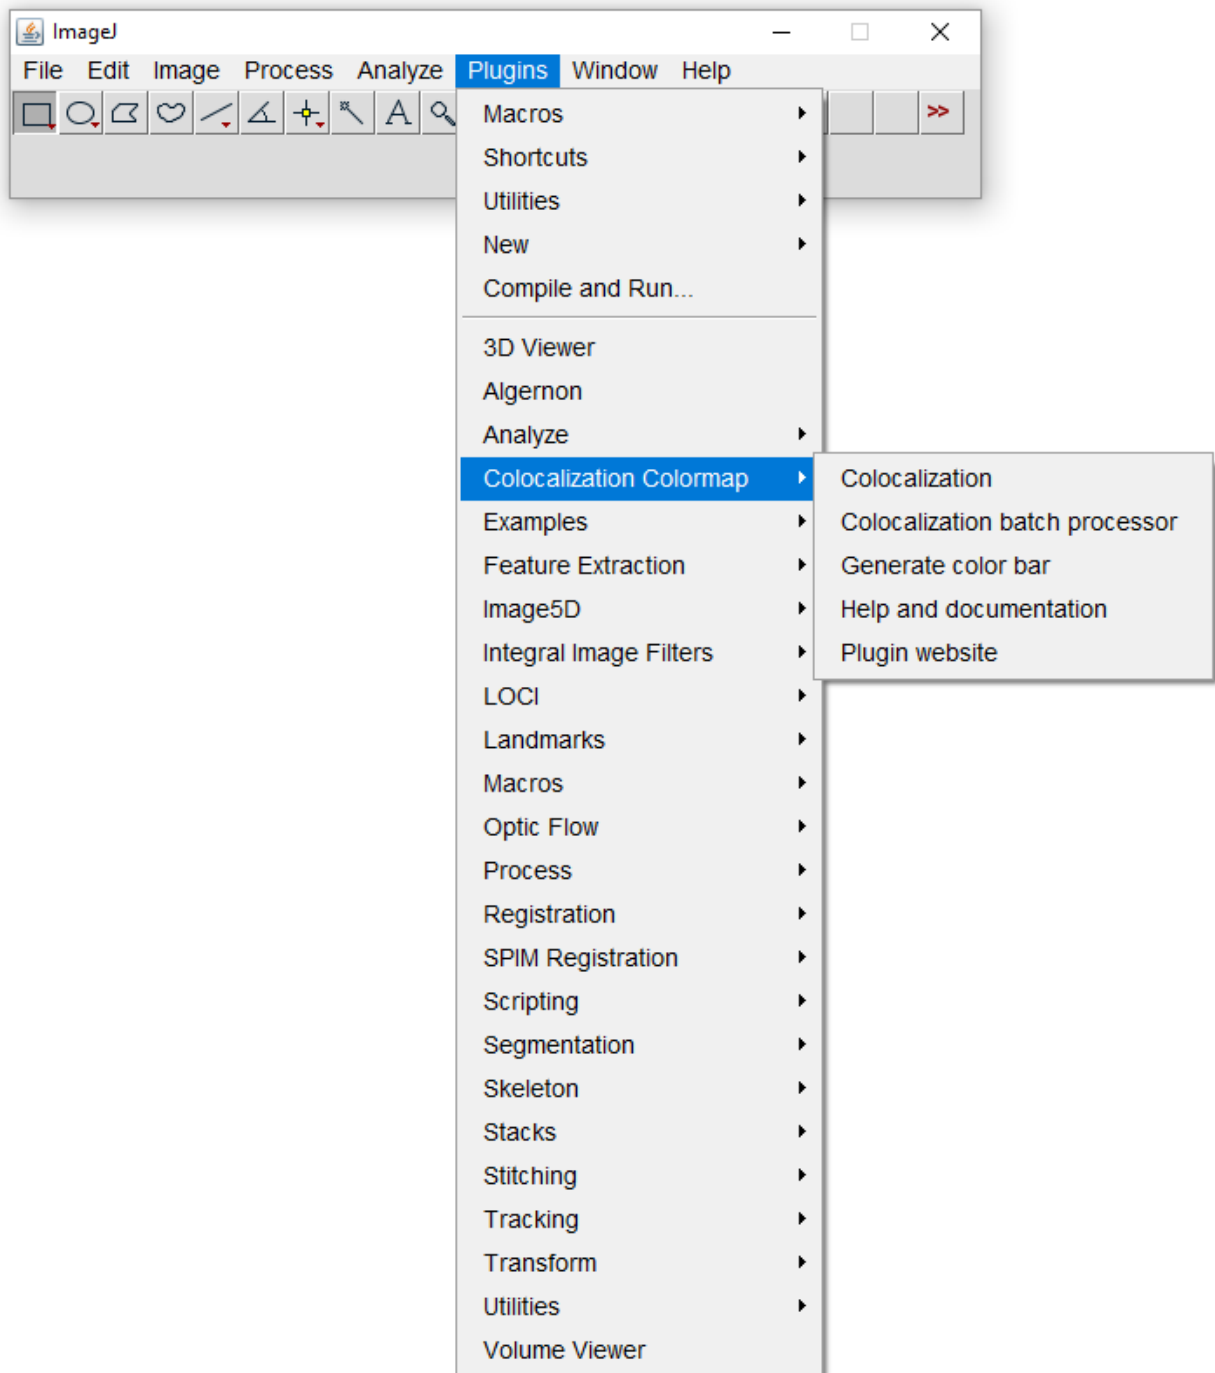 ImageJ
File Edit Image Process Analyze Plugins Window Help
A >>
Macros
Shortcuts
Utilities
New
Compile and Run...
3D Viewer
Algernon
Analyze
Colocalization Colormap
Examples
Feature Extraction
Image5D
Integral Image Filters
LOCI
Landmarks
Macros
Optic Flow
Process
Registration
SPIM Registration
Scripting
Segmentation
Skeleton
Stacks
Stitching
Tracking
Transform
Utilities
Volume Viewer
Colocalization
Colocalization batch processor
Generate color bar
Help and documentation
Plugin website